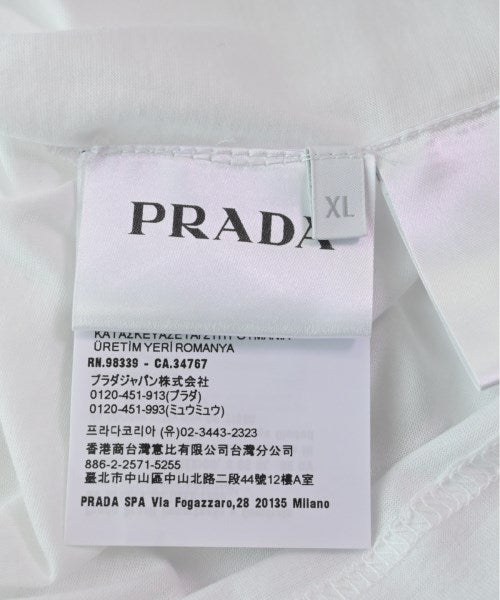 PRADA
XL
ΚΑΤΑΣΚΕΥΑΖΕΤΑΙ ΣΤΗ ΡΟΥΜΑΝΙΑ
ÜRETİM YERİ ROMANYA
RN.98339 - CA.34767
プラダジャパン株式会社
0120-451-913(プラダ)
0120-451-993(ミュウミュウ)
프라다코리아 (유)02-3443-2323
香港商台灣惠比有限公司台灣分公司
886-2-2571-5255
臺北市中山區中山北路二段44號12樓A室
PRADA SPA Via Fogazzaro,28 20135 Milano